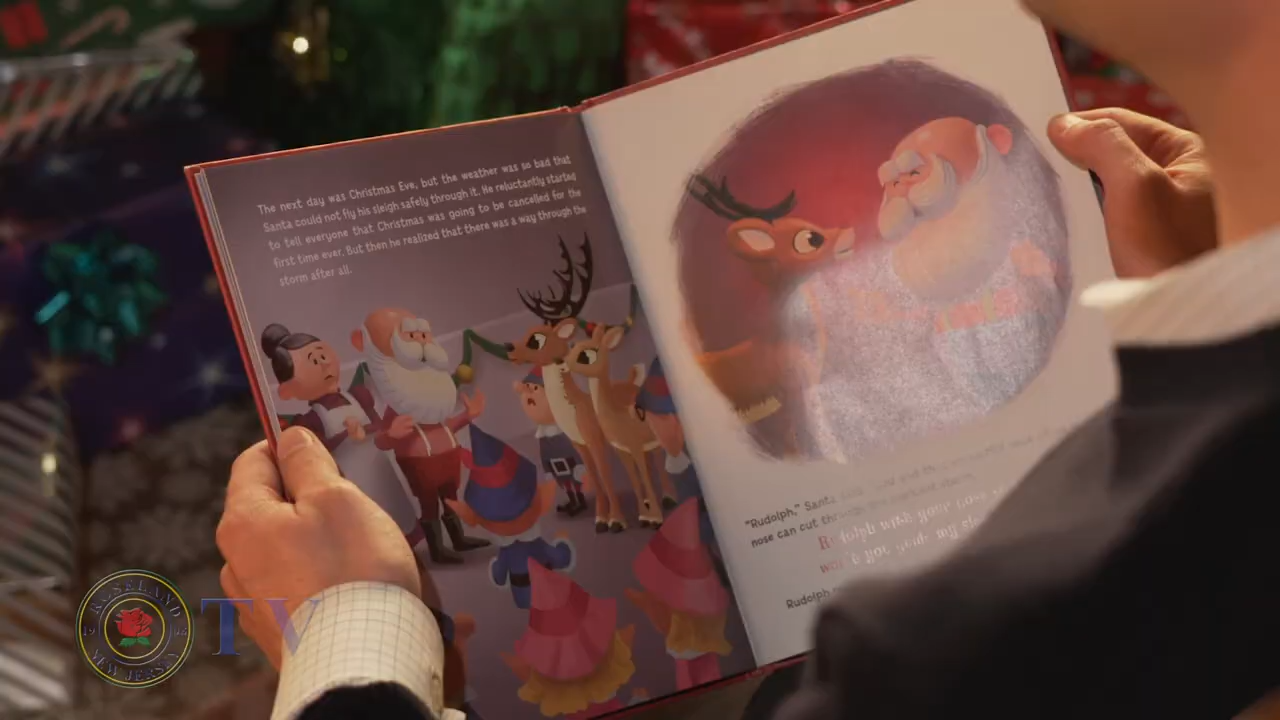 The next day was Christmas Eve, but the weather was so bad that
Santa could not fly his sleigh safely through it. He reluctantly started
to tell everyone that Christmas was going to be cancelled for the
first time ever. But then he realized that there was a way through the
storm after all.
"Rudolph," Santa
nose can cut through
Rudolph with your nose
you guide my
Rudolph
ROSELAND
19
NEW JERSEY
TV